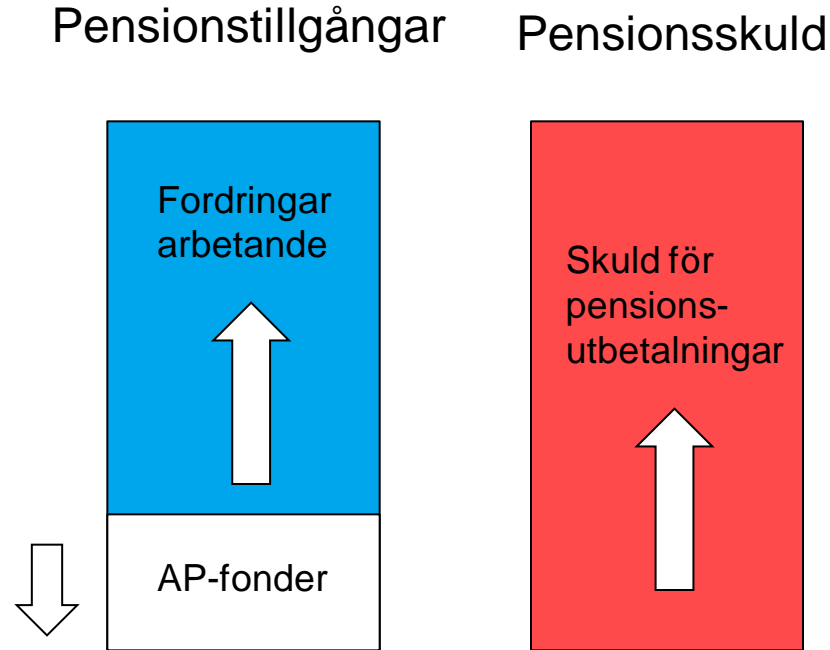 Pensionstillgångar
Pensionsskuld
Fordringar
arbetande
Skuld för
pensions-
utbetalningar
AP-fonder